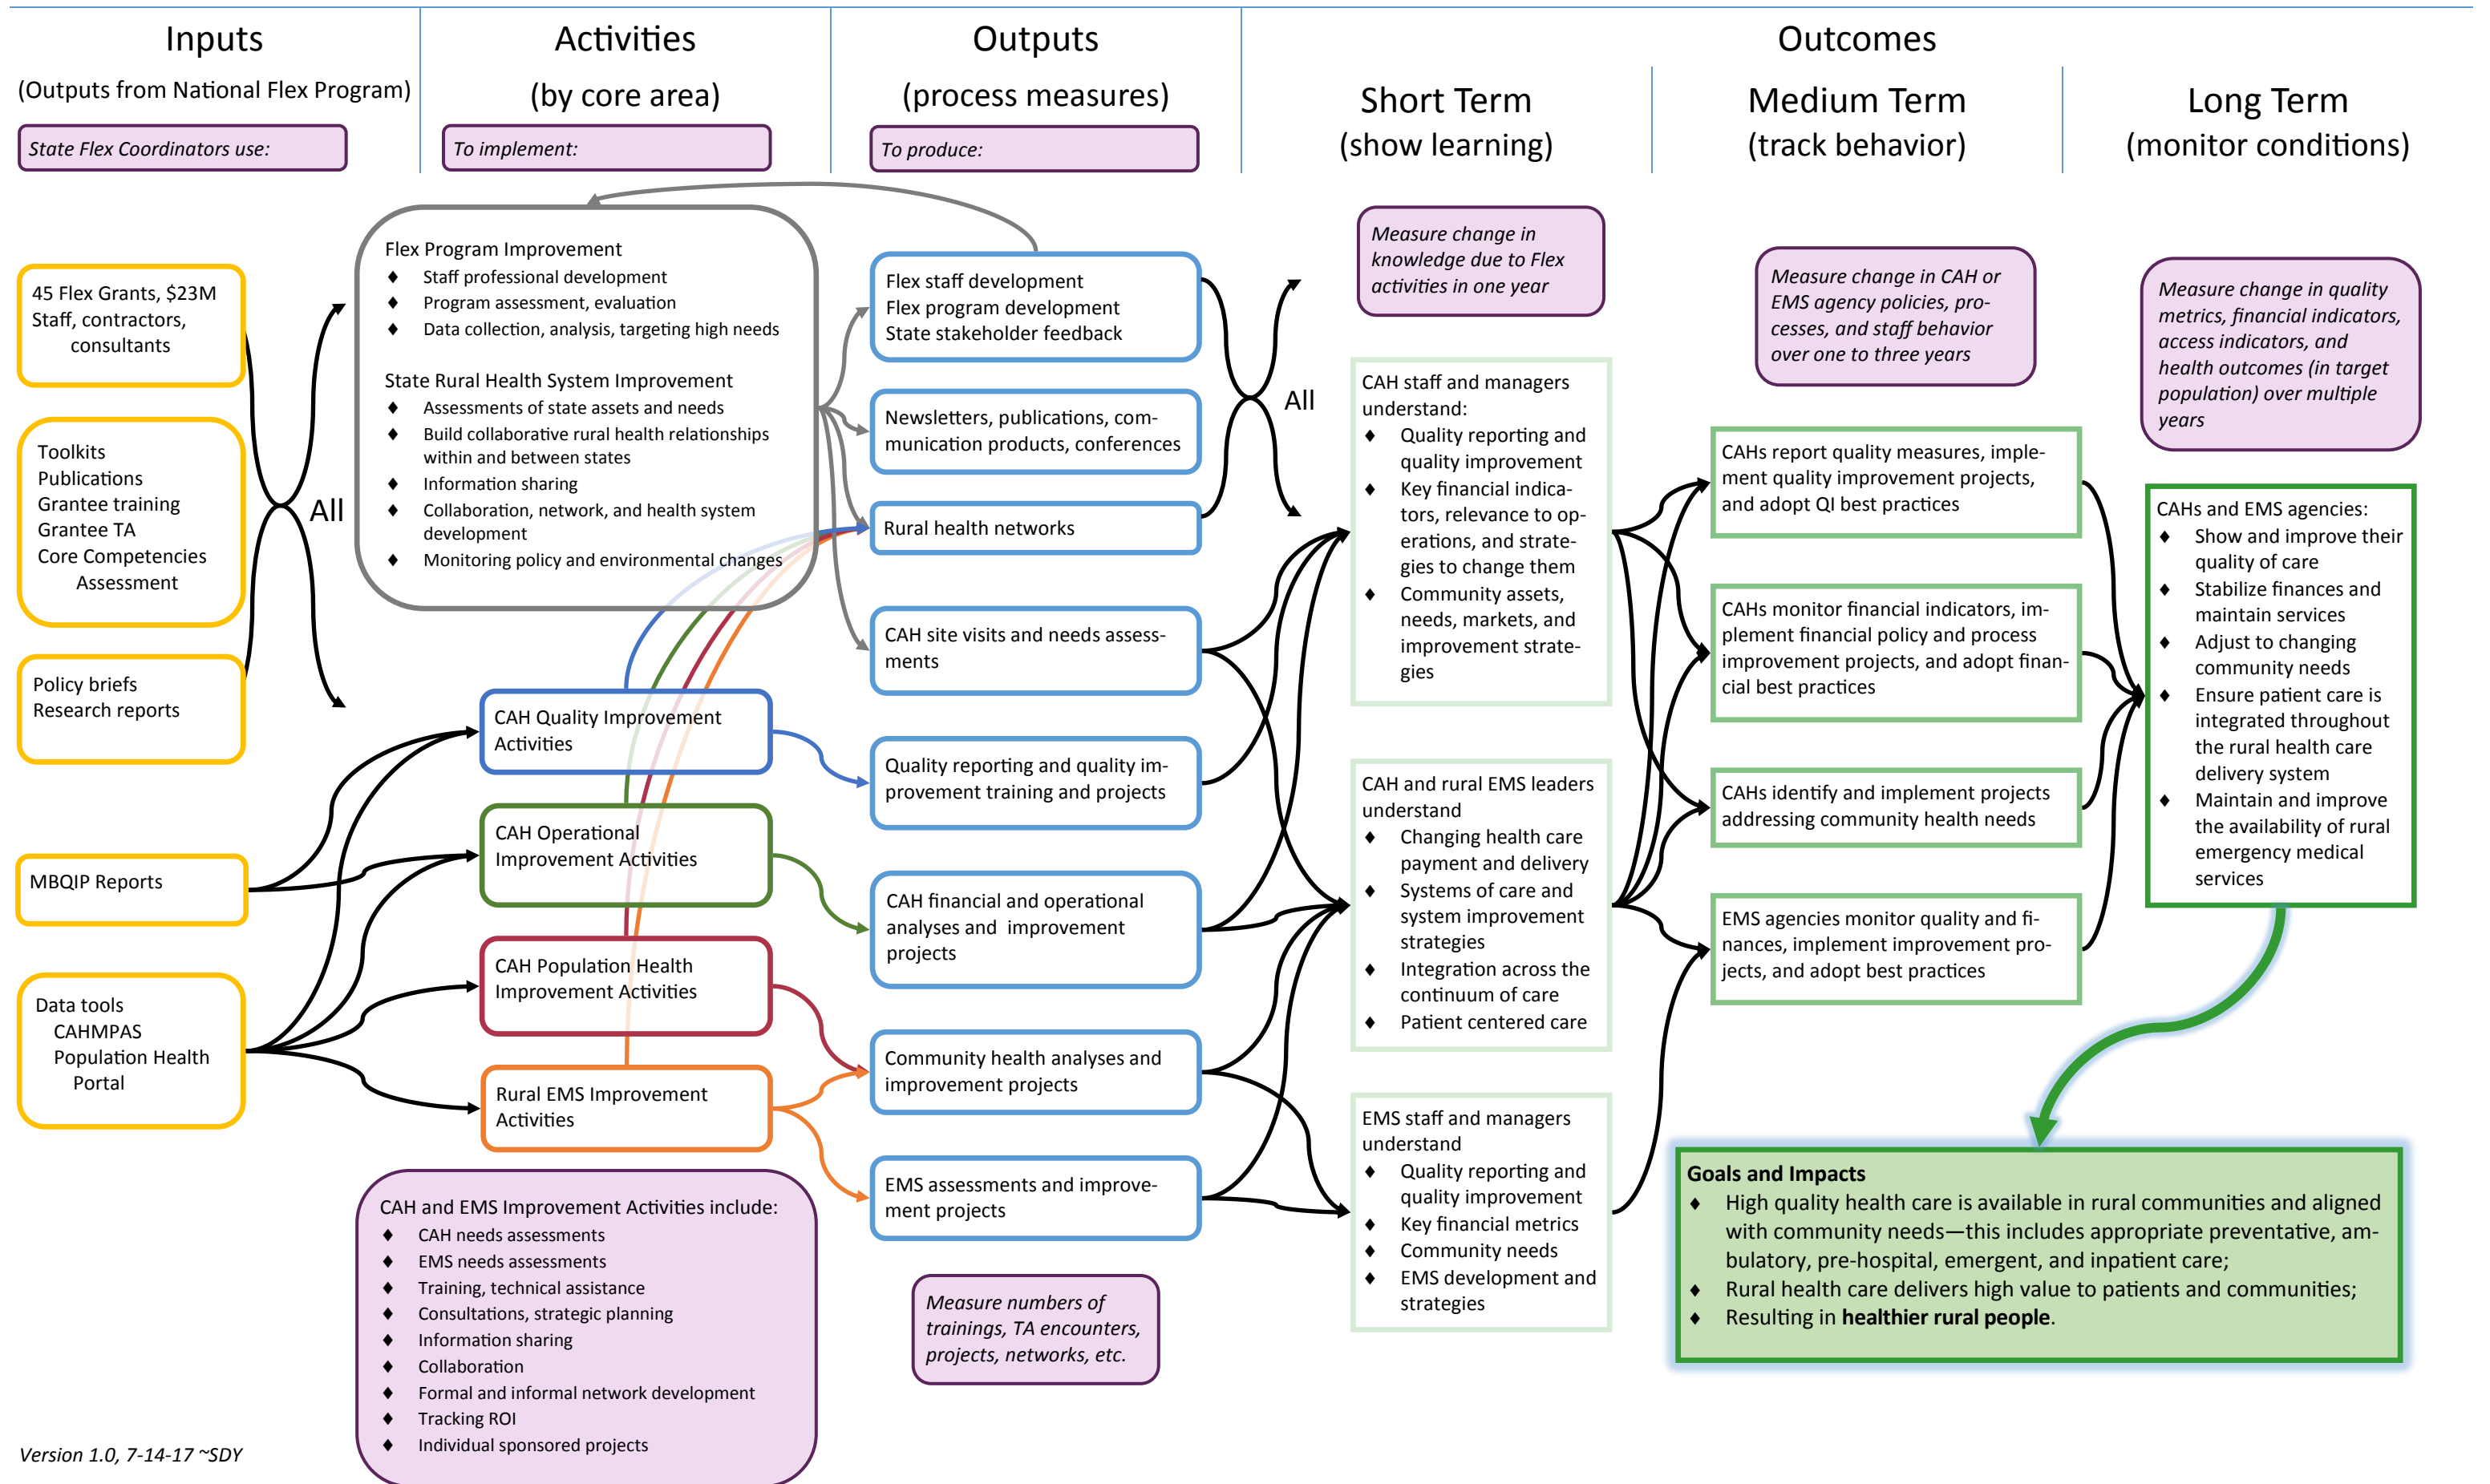 Inputs
(Outputs from National Flex Program)
State Flex Coordinators use:
Activities
(by core area)
To implement:
Outputs
(process measures)
To produce:
Outcomes
Short Term
(show learning)
Medium Term
(track behavior)
Long Term
(monitor conditions)
45 Flex Grants, $23M
Staff, contractors,
consultants
Toolkits
Publications
Grantee training
Grantee TA
Core Competencies
Assessment
Policy briefs
Research reports
MBQIP Reports
Data tools
CAHMPAS
Population Health
Portal
All
Flex Program Improvement
♦ Staff professional development
♦ Program assessment, evaluation
♦ Data collection, analysis, targeting high needs
State Rural Health System Improvement
♦ Assessments of state assets and needs
♦ Build collaborative rural health relationships
within and between states
♦ Information sharing
♦ Collaboration, network, and health system
development
♦ Monitoring policy and environmental changes
CAH Quality Improvement
Activities
CAH Operational
Improvement Activities
CAH Population Health
Improvement Activities
Rural EMS Improvement
Activities
CAH and EMS Improvement Activities include:
♦ CAH needs assessments
♦ EMS needs assessments
♦ Training, technical assistance
♦ Consultations, strategic planning
♦ Information sharing
♦ Collaboration
♦ Formal and informal network development
♦ Tracking ROI
♦ Individual sponsored projects
Flex staff development
Flex program development
State stakeholder feedback
Newsletters, publications, com-
munication products, conferences
Rural health networks
CAH site visits and needs assess-
ments
Quality reporting and quality im-
provement training and projects
CAH financial and operational
analyses and improvement
projects
Community health analyses and
improvement projects
EMS assessments and improve-
ment projects
Measure numbers of
trainings, TA encounters,
projects, networks, etc.
All
Measure change in
knowledge due to Flex
activities in one year
CAH staff and managers
understand:
♦ Quality reporting and
quality improvement
♦ Key financial indica-
tors, relevance to op-
erations, and strate-
gies to change them
♦ Community assets,
needs, markets, and
improvement strate-
gies
CAH and rural EMS leaders
understand
♦ Changing health care
payment and delivery
♦ Systems of care and
system improvement
strategies
♦ Integration across the
continuum of care
♦ Patient centered care
EMS staff and managers
understand
♦ Quality reporting and
quality improvement
♦ Key financial metrics
♦ Community needs
♦ EMS development and
strategies
Measure change in CAH or
EMS agency policies, pro-
cesses, and staff behavior
over one to three years
CAHs report quality measures, imple-
ment quality improvement projects,
and adopt QI best practices
CAHs monitor financial indicators, im-
plement financial policy and process
improvement projects, and adopt finan-
cial best practices
CAHs identify and implement projects
addressing community health needs
EMS agencies monitor quality and fi-
nances, implement improvement pro-
jects, and adopt best practices
Measure change in quality
metrics, financial indicators,
access indicators, and
health outcomes (in target
population) over multiple
years
CAHs and EMS agencies:
♦ Show and improve their
quality of care
♦ Stabilize finances and
maintain services
♦ Adjust to changing
community needs
♦ Ensure patient care is
integrated throughout
the rural health care
delivery system
♦ Maintain and improve
the availability of rural
emergency medical
services
Goals and Impacts
♦ High quality health care is available in rural communities and aligned
with community needs—this includes appropriate preventative, am-
bulatory, pre-hospital, emergent, and inpatient care;
♦ Rural health care delivers high value to patients and communities;
♦ Resulting in healthier rural people.
Version 1.0, 7-14-17 ~SDY